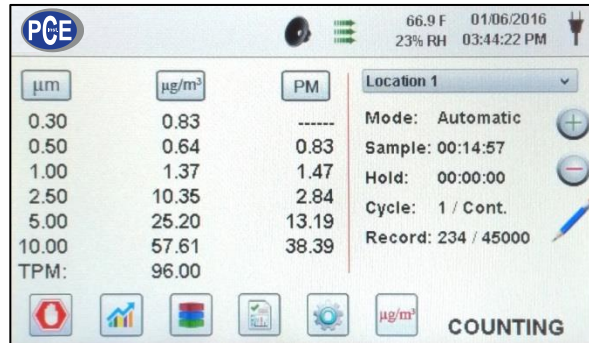 PCE
Inst.
66.9 F 01/06/2016
23% RH 03:44:22 PM
µm µg/m³ PM
0.30 0.83 ------
0.50 0.64 0.83
1.00 1.37 1.47
2.50 10.35 2.84
5.00 25.20 13.19
10.00 57.61 38.39
TPM: 96.00
Location 1
Mode: Automatic
Sample: 00:14:57
Hold: 00:00:00
Cycle: 1 / Cont.
Record: 234 / 45000
µg/m³
COUNTING